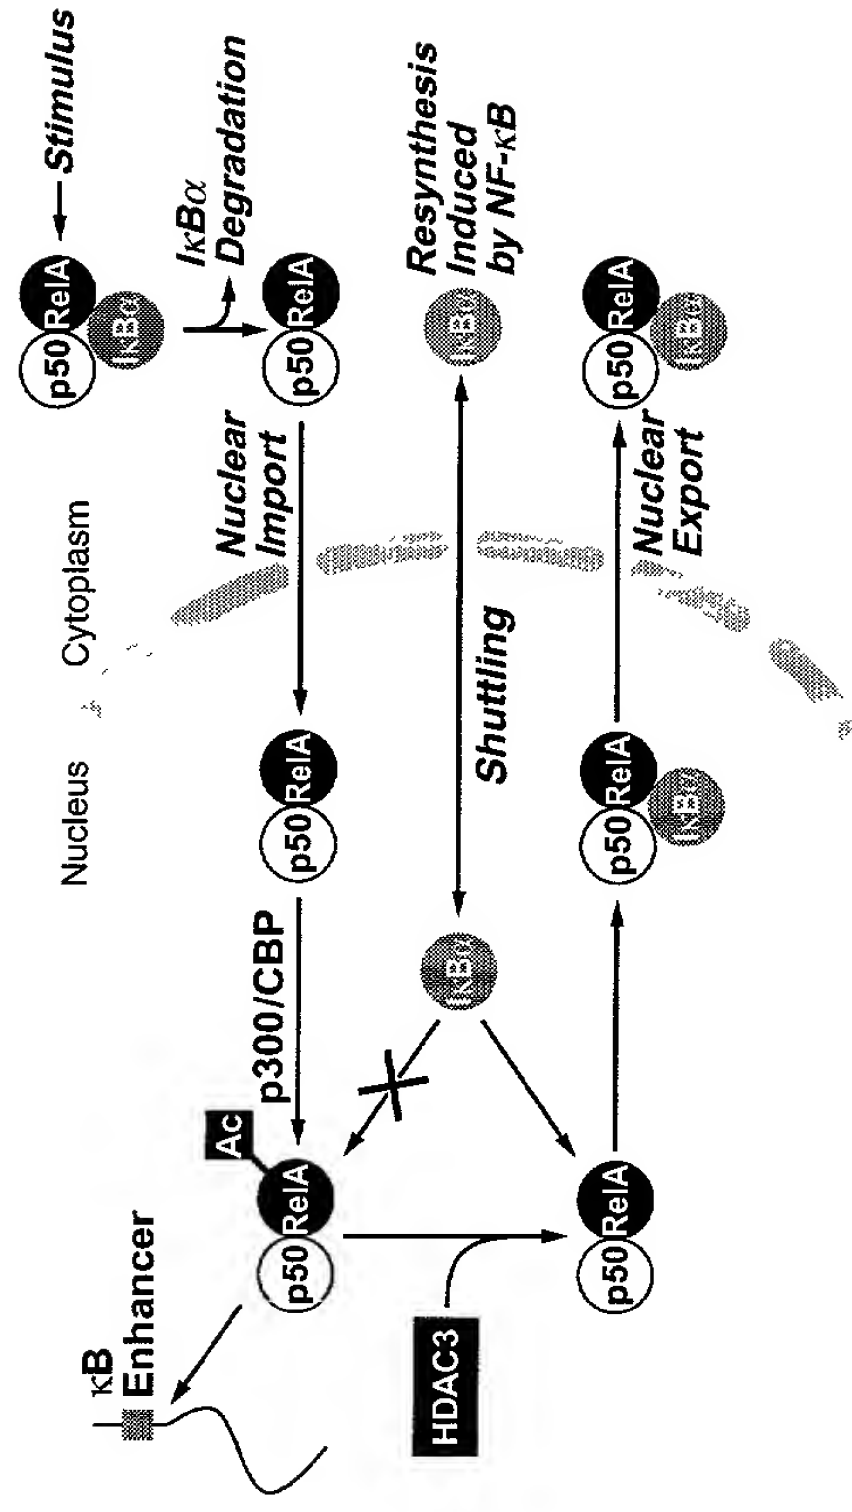 Nucleus
Cytoplasm
Stimulus
p50 RelA
IκBα
κB
Enhancer
IκBα
Degradation
Ac
p300/CBP
Nuclear
Import
p50 RelA
p50 RelA
p50 RelA
HDAC3
IκBα
Shuttling
IκBα
Resynthesis
Induced
by NF-κB
p50 RelA
p50 RelA
IκBα
Nuclear
Export
p50 RelA
IκBα